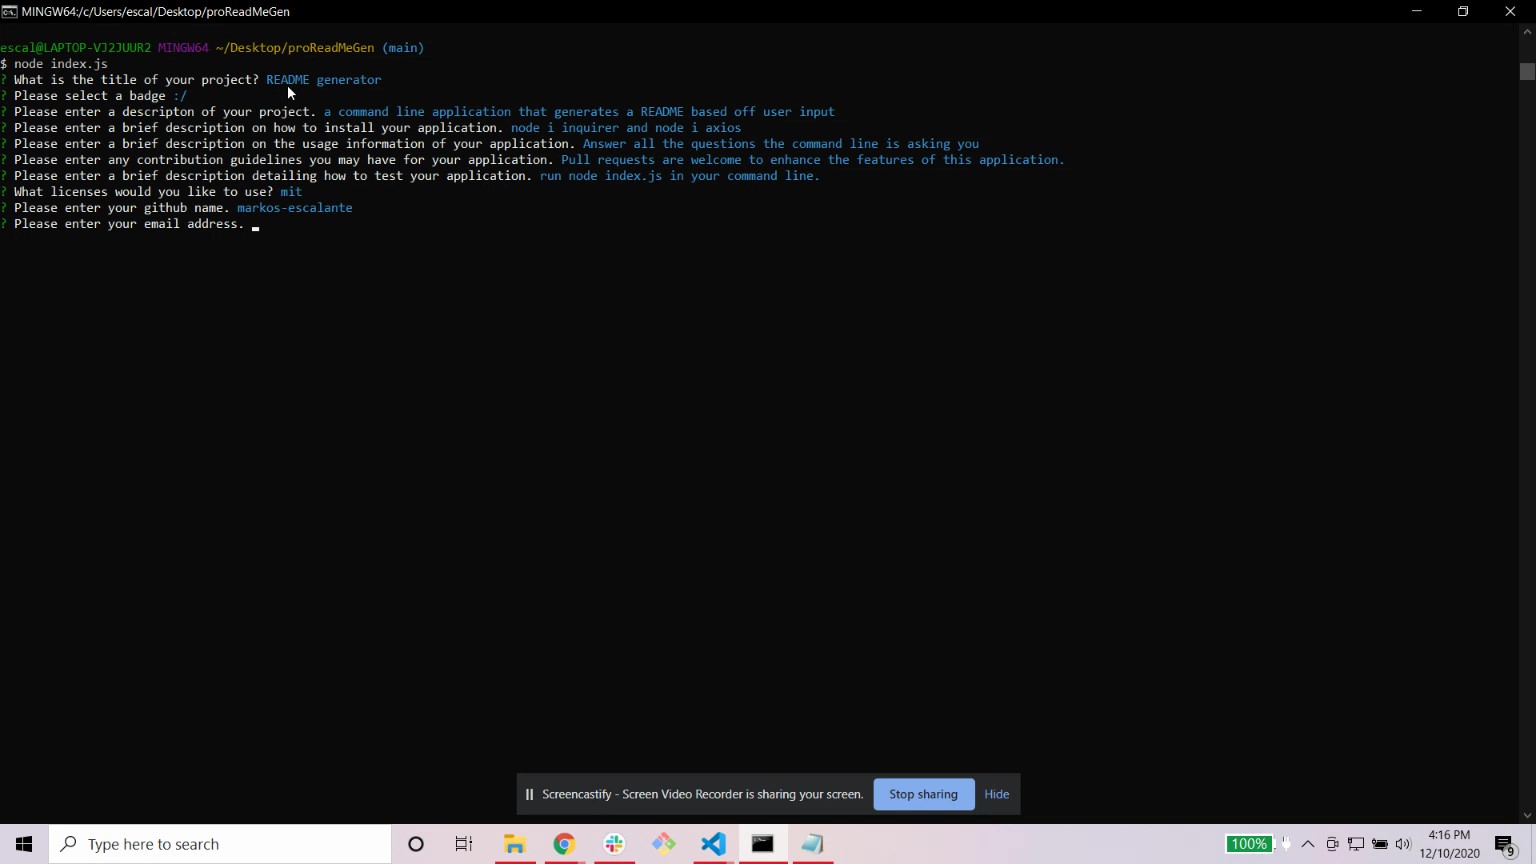 MINGW64:/c/Users/escal/Desktop/proReadMeGen
escal@LAPTOP-VJ2JUUR2 MINGW64 ~/Desktop/proReadMeGen (main)
$ node index.js
? What is the title of your project? README generator
? Please select a badge :/
? Please enter a descripton of your project. a command line application that generates a README based off user input
? Please enter a brief description on how to install your application. node i inquirer and node i axios
? Please enter a brief description on the usage information of your application. Answer all the questions the command line is asking you
? Please enter any contribution guidelines you may have for your application. Pull requests are welcome to enhance the features of this application.
? Please enter a brief description detailing how to test your application. run node index.js in your command line.
? What licenses would you like to use? mit
? Please enter your github name. markos-escalante
? Please enter your email address.
Screencastify - Screen Video Recorder is sharing your screen. Stop sharing Hide
Type here to search
100%
4:16 PM
12/10/2020
9